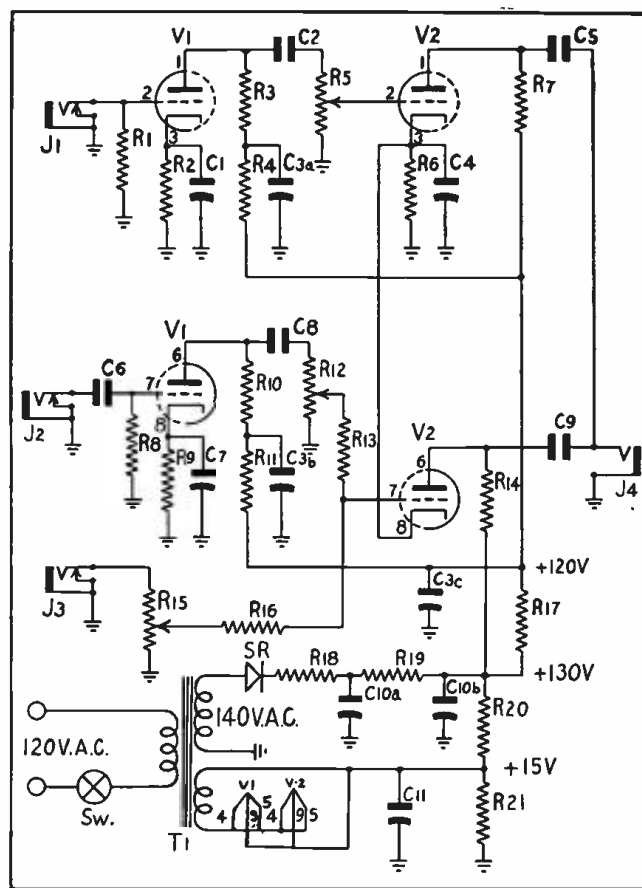 V1 C2 V2 C5
1 R3 R5 1 R7
J1 2 2
R1 3 3
R2 C1 R4 C3a R6 C4
V1 C8
C6 6 R12
7 R10 V2 C9
J2 R13 6
8 R14
R8 R9 C7 R11 C3b 7 J4
8
+120V
J3 C3c R17
R15 R16
SR R18 R19 +130V
C10a C10b
140V.A.C. R20
120V.A.C.
+15V
V1 V-2
Sw. 4 9 5 4 9 5 C11 R21
T1